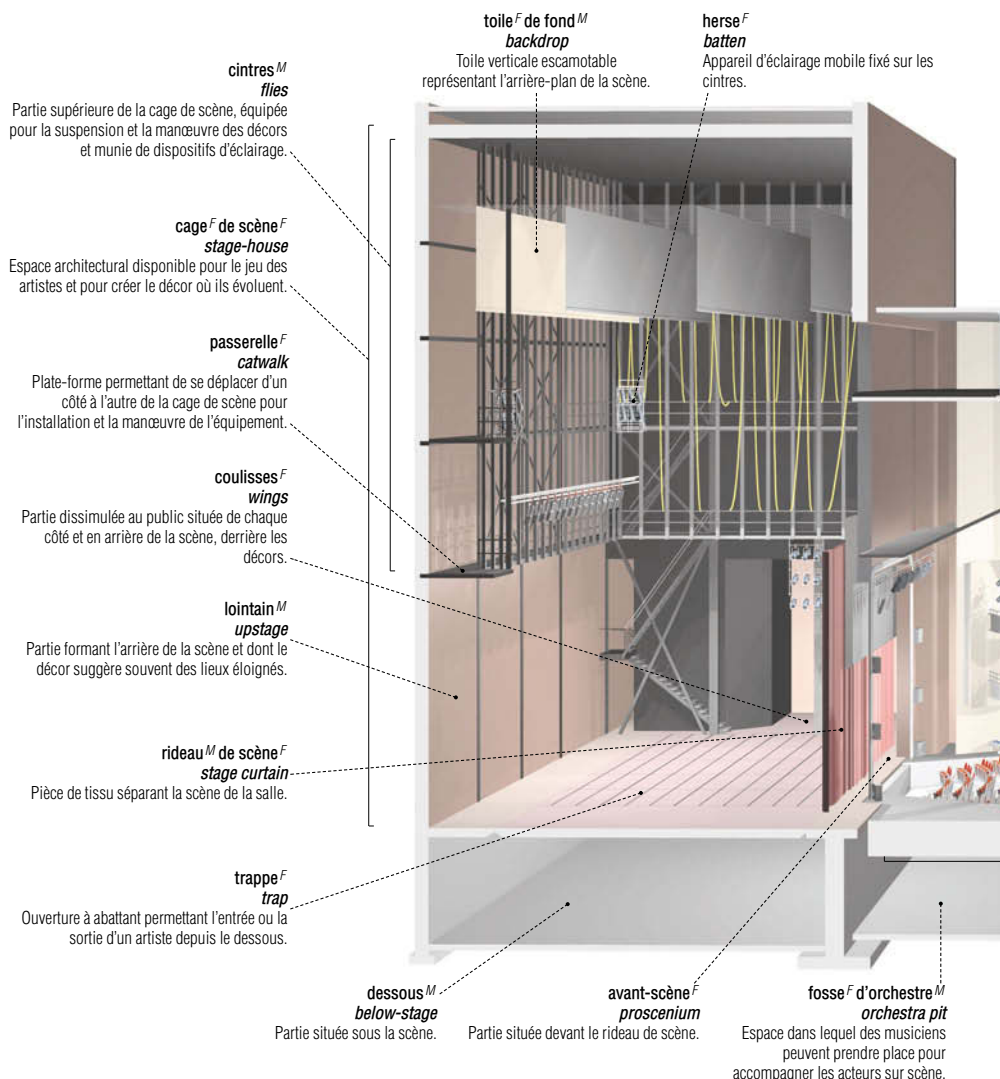 toile F de fond M
backdrop
Toile verticale escamotable
représentant l'arrière-plan de la scène.
herse F
batten
Appareil d'éclairage mobile fixé sur les
cintres.
cintres M
flies
Partie supérieure de la cage de scène, équipée
pour la suspension et la manœuvre des décors
et munie de dispositifs d'éclairage.
cage F de scène F
stage-house
Espace architectural disponible pour le jeu des
artistes et pour créer le décor où ils évoluent.
passerelle F
catwalk
Plate-forme permettant de se déplacer d'un
côté à l'autre de la cage de scène pour
l'installation et la manœuvre de l'équipement.
coulisses F
wings
Partie dissimulée au public située de chaque
côté et en arrière de la scène, derrière les
décors.
lointain M
upstage
Partie formant l'arrière de la scène et dont le
décor suggère souvent des lieux éloignés.
rideau M de scène F
stage curtain
Pièce de tissu séparant la scène de la salle.
trappe F
trap
Ouverture à abattant permettant l'entrée ou la
sortie d'un artiste depuis le dessous.
dessous M
below-stage
Partie située sous la scène.
avant-scène F
proscenium
Partie située devant le rideau de scène.
fosse F d'orchestre M
orchestra pit
Espace dans lequel des musiciens
peuvent prendre place pour
accompagner les acteurs sur scène.